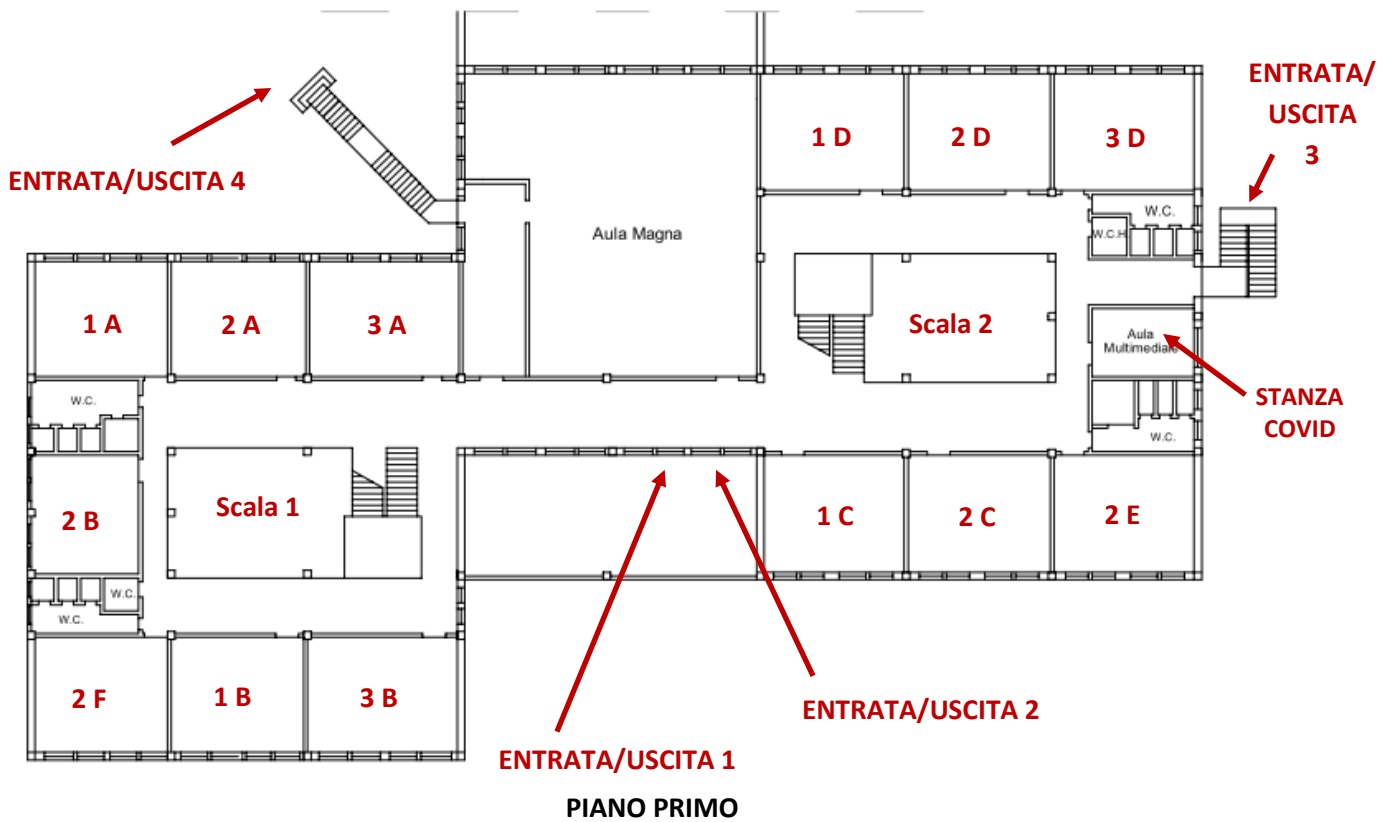 ENTRATA/
USCITA
3
1 D
2 D
3 D
ENTRATA/USCITA 4
W.C.
W.C.H
Aula Magna
1 A
2 A
3 A
Scala 2
Aula
Multimediale
STANZA
COVID
W.C.
W.C.
2 B
Scala 1
1 C
2 C
2 E
W.C.
W.C.
2 F
1 B
3 B
ENTRATA/USCITA 2
ENTRATA/USCITA 1
PIANO PRIMO